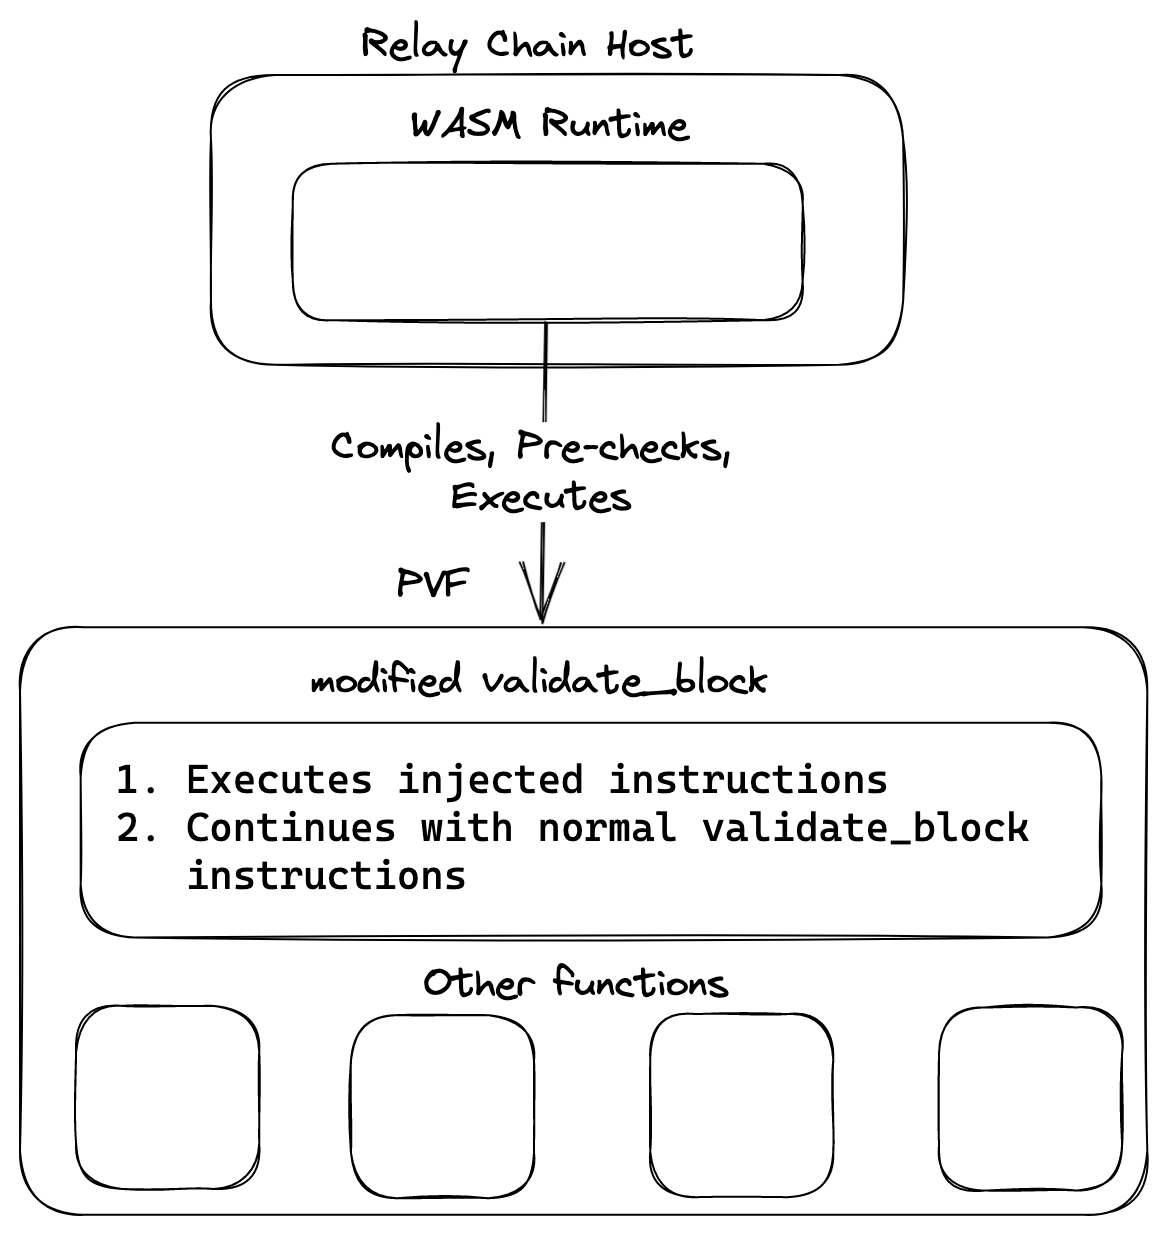 Relay Chain Host
WASM Runtime
Compiles, Pre-checks,
Executes
PVF
modified validate_block
1. Executes injected instructions
2. Continues with normal validate_block
instructions
Other functions